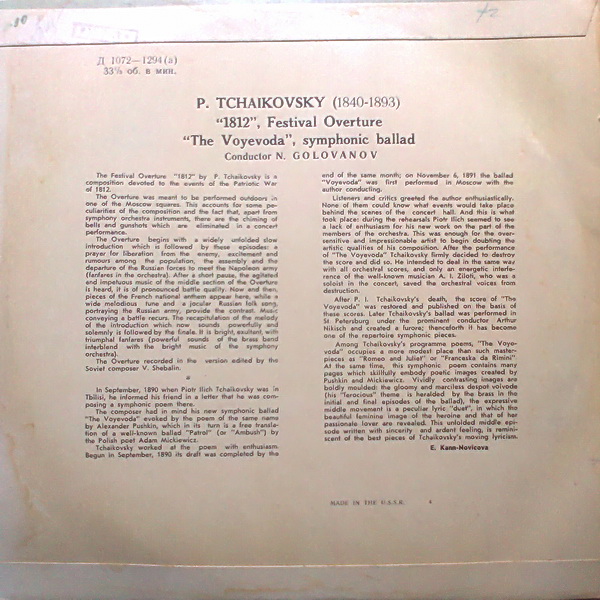 Д 1072—1294 (а)
33⅓ об. в мин.
P. TCHAIKOVSKY (1840-1893)
"1812", Festival Overture
"The Voyevoda", symphonic ballad
Conductor N. GOLOVANOV
The Festival Overture "1812" by P. Tchaikovsky is a
composition devoted to the events of the Patriotic War
of 1812.
The Overture was meant to be performed outdoors in
one of the Moscow squares. This accounts for some pe-
culiarities of the composition and the fact that, apart from
symphony orchestra instruments, there are the chiming of
bells and gunshots which are eliminated in a concert
performance.
The Overture begins with a widely unfolded slow
introduction which is followed by these episodes: a
prayer for liberation from the enemy, excitement and
rumours among the population, the assembly and the
departure of the Russian forces to meet the Napoleon army
(fanfares in the orchestra). After a short pause, the agitated
end impetuous music of the middle section of the Overture
is heard, it is of pronounced battle quality. Now and then,
pieces of the French national anthem appear here, while a
wide melodious tune and a jocular Russian folk song,
portraying the Russian army, provide the contrast. Music
conveying a battle recurs. The recapitulation of the melody
of the introduction which now sounds powerfully and
solemnly is followed by the finale. It is bright, exultant, with
triumphal fanfares (powerful sounds of the brass bend
interblend with the bright music of the symphony
orchestra).
The Overture recorded in the version edited by the
Soviet composer V. Shebalin.
In September, 1890 when Piotr Ilich Tchaikovsky was in
Tbilisi, he informed his friend in a letter that he was com-
posing a symphonic poem there.
The composer had in mind his new symphonic ballad
"The Voyevoda" evoked by the poem of the same name
by Alexander Pushkin, which in its turn is a free transla-
tion of a well-known ballad "Patrol" (or "Ambush") by
the Polish poet Adam Mickiewicz.
Tchaikovsky worked at the poem with enthusiasm.
Begun in September, 1890 its draft was completed by the
end of the same month; on November 6, 1891 the ballad
"Voyevoda" was first performed in Moscow with the
author conducting.
Listeners and critics greeted the author enthusiastically.
None of them could know what events would take place
behind the scenes of the concert hall. And this is what
took place: during the rehearsals Piotr Ilich seemed to see
a lack of enthusiasm for his new work on the part of the
members of the orchestra. This was enough for the over-
sensitive and impressionable artist to begin doubting the
artistic qualities of his composition. After the performance
of "The Voyevoda" Tchaikovsky firmly decided to destroy
the score and did so. He intended to deal in the same way
with all orchestral scores, and only an energetic interfe-
rence of the well-known musician A. I. Ziloti, who was a
soloist in the concert, saved the orchestral voices from
destruction.
After P. I. Tchaikovsky's death, the score of "The
Voyevoda" was restored and published on the basis of
these scores. Later Tchaikovsky's ballad was performed in
St Petersburg under the prominent conductor Arthur
Nikisch and created a furore; thenceforth it has become
one of the repertoire symphonic pieces.
Among Tchaikovsky's programme poems, "The Voye-
voda" occupies a more modest place than such master-
pieces as "Romeo and Juliet" or "Franceska da Rimini"
At the same time, this symphonic poem contains many
pages which skillfully embody poetic images created by
Pushkin and Mickiewicz. Vividly contrasting images are
boldly moulded: the gloomy and merciless despot voivode
(his "ferocious" theme is heralded by the brass in the
initial and final episodes of the ballad), the expressive
middle movement is a peculiar lyric "duet", in which the
beautiful feminine image of the heroine and that of her
passionate lover are revealed. This unfolded middle epi-
sode written with sincerity and ardent feeling, is remini-
scent of the best pieces of Tchaikovsky's moving lyricism.
E. Kann-Novicova
MADE IN THE U.S.S.R.